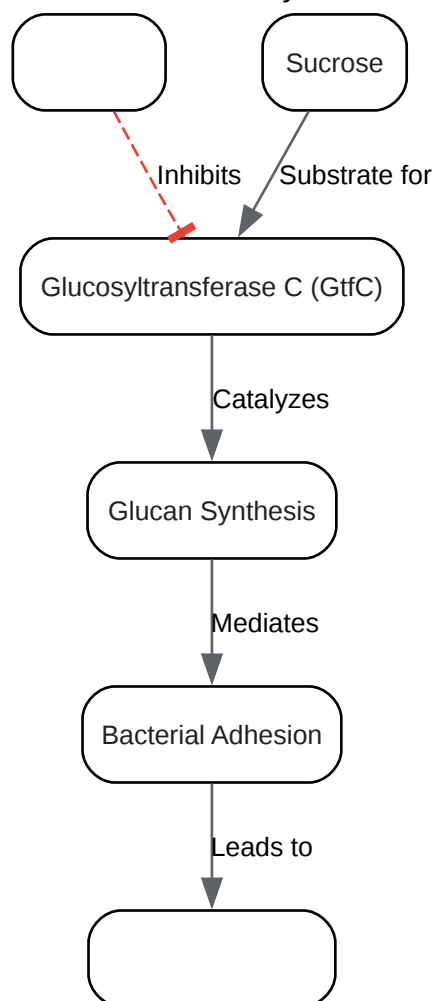 Sucrose
Inhibits
Substrate for
Glucosyltransferase C (GtfC)
Catalyzes
Glucan Synthesis
Mediates
Bacterial Adhesion
Leads to